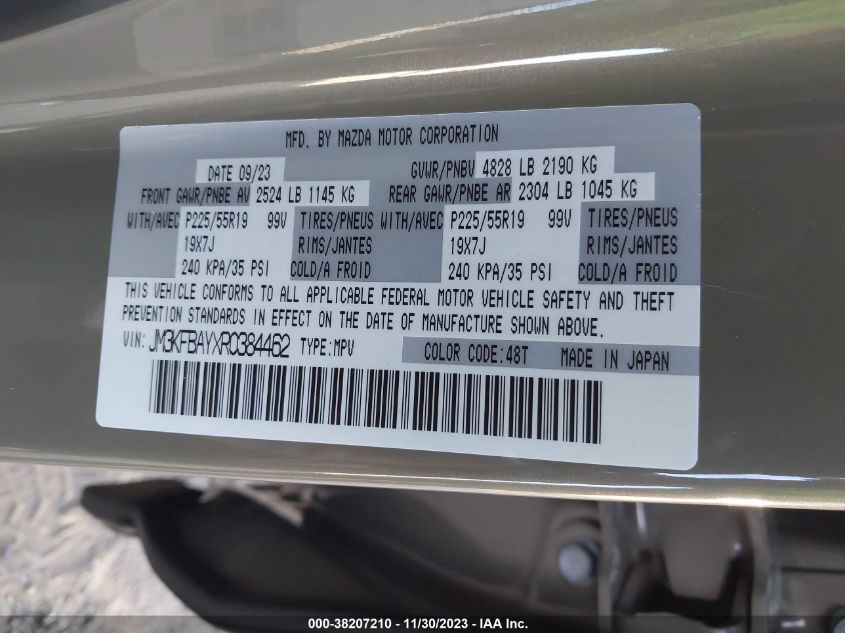 MFD. BY MAZDA MOTOR CORPORATION
DATE 09/23 GVWR/PNBV 4828 LB 2190 KG
FRONT GAWR/PNBE AV 2524 LB 1145 KG REAR GAWR/PNBE AR 2304 LB 1045 KG
WITH/AVEC P225/55R19 99V TIRES/PNEUS WITH/AVEC P225/55R19 99V TIRES/PNEUS
19X7J RIMS/JANTES 19X7J RIMS/JANTES
240 KPA/35 PSI COLD/A FROID 240 KPA/35 PSI COLD/A FROID
THIS VEHICLE CONFORMS TO ALL APPLICABLE FEDERAL MOTOR VEHICLE SAFETY AND THEFT
PREVENTION STANDARDS IN EFFECT ON THE DATE OF MANUFACTURE SHOWN ABOVE.
VIN: JM3KFBAYXR0384462 TYPE:MPV COLOR CODE:48T MADE IN JAPAN
000-38207210 - 11/30/2023 - IAA Inc.